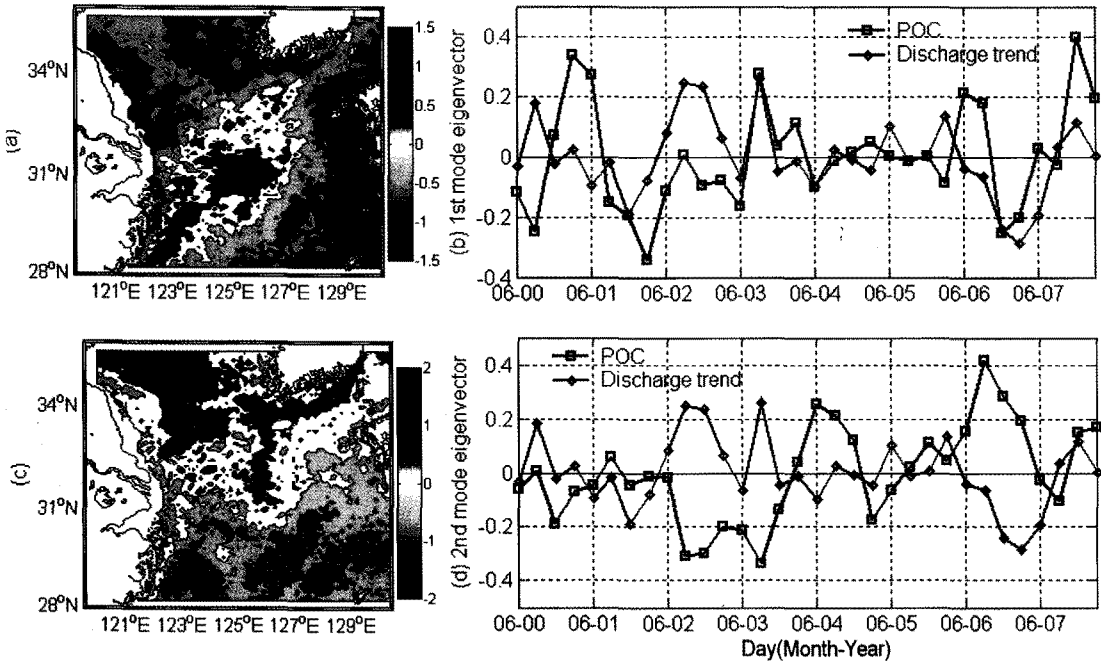 (a)
34°N
31°N
28°N
121°E 123°E 125°E 127°E 129°E
1.5
1
0.5
0
-0.5
-1
-1.5
(b) 1st mode eigenvector
0.4
0.2
0
-0.2
-0.4
POC
Discharge trend
06-00 06-01 06-02 06-03 06-04 06-05 06-06 06-07
(c)
34°N
31°N
28°N
121°E 123°E 125°E 127°E 129°E
2
1
0
-1
-2
(d) 2nd mode eigenvector
0.4
0.2
0
-0.2
-0.4
POC
Discharge trend
06-00 06-01 06-02 06-03 06-04 06-05 06-06 06-07
Day(Month-Year)